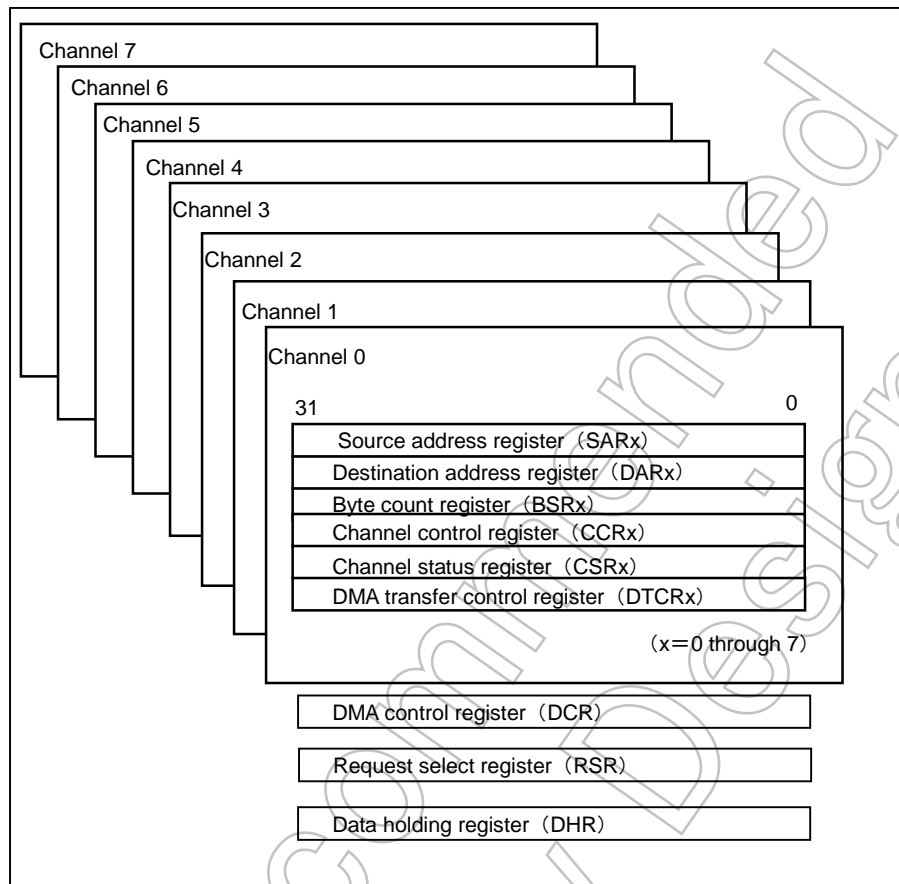 Channel 7
Channel 6
Channel 5
Channel 4
Channel 3
Channel 2
Channel 1
Channel 0
31 0
Source address register（SARx）
Destination address register（DARx）
Byte count register（BSRx）
Channel control register（CCRx）
Channel status register（CSRx）
DMA transfer control register（DTCRx）
（x＝0 through 7）
DMA control register（DCR）
Request select register（RSR）
Data holding register（DHR）
commended
Design